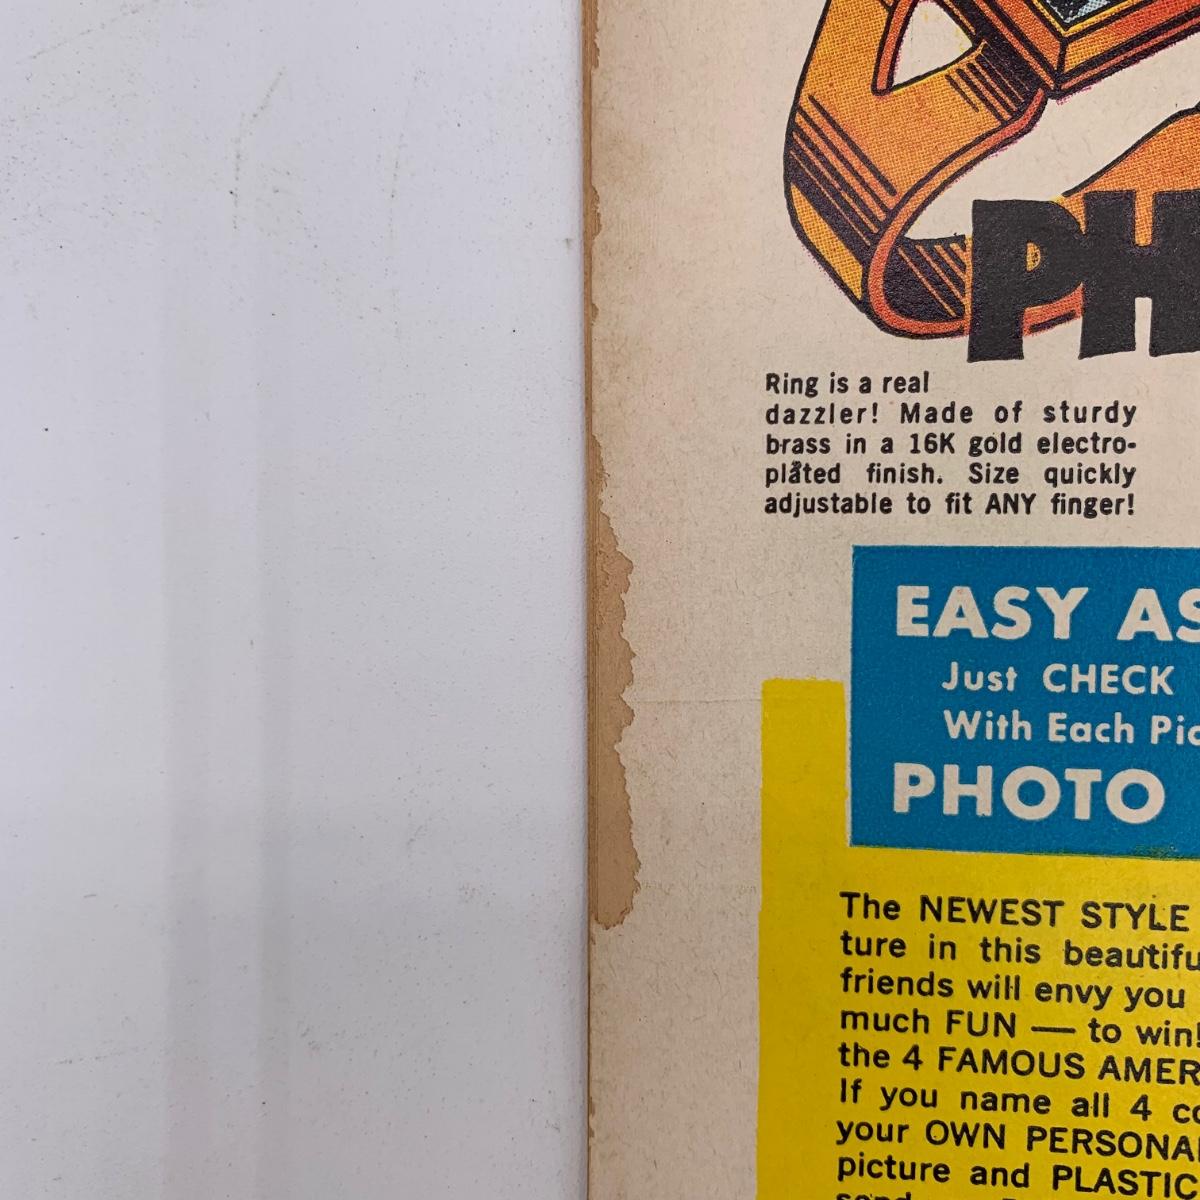 PH
Ring is a real
dazzler! Made of sturdy
brass in a 16K gold electro-
plated finish. Size quickly
adjustable to fit ANY finger!
EASY AS
Just CHECK
With Each Pic
PHOTO
The NEWEST STYLE
ture in this beautifu
friends will envy you
much FUN — to win!
the 4 FAMOUS AMER
If you name all 4 co
your OWN PERSONA
picture and PLASTIC
send